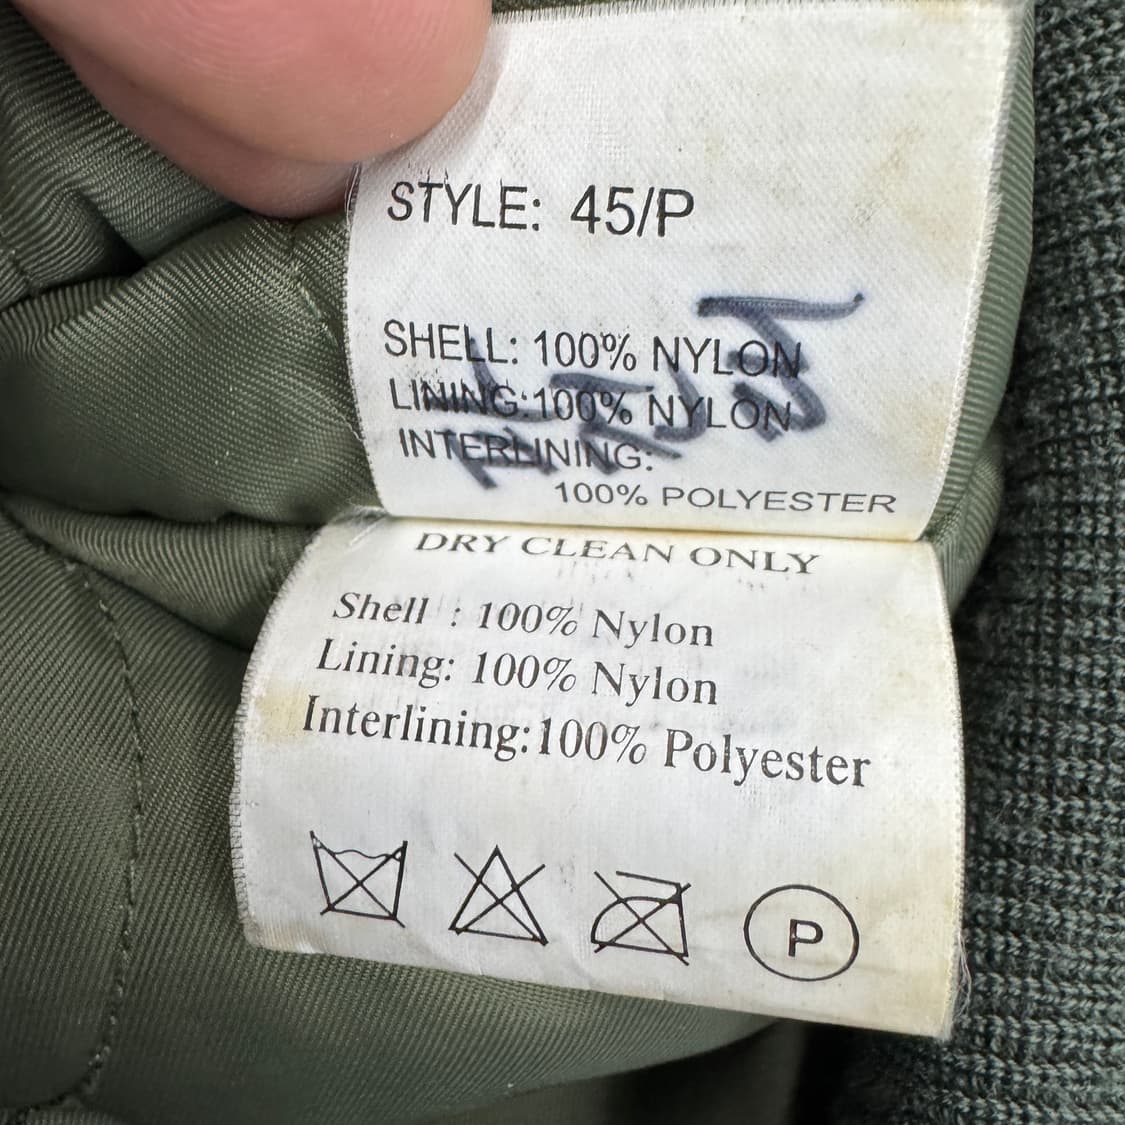 STYLE: 45/P
SHELL: 100% NYLON
LINING: 100% NYLON
INTERLINING:
100% POLYESTER
DRY CLEAN ONLY
Shell : 100% Nylon
Lining: 100% Nylon
Interlining:100% Polyester
P